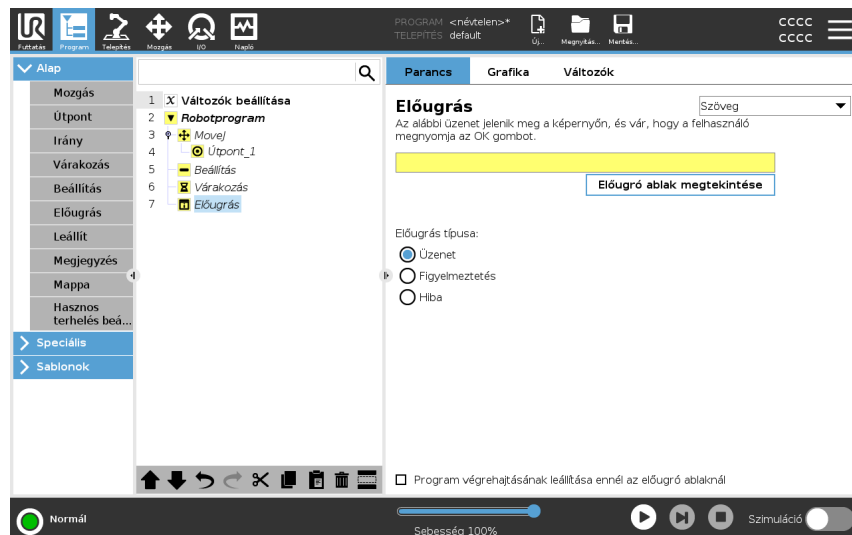 UR
Futtatás
Program
Telepítés
Mozgás
I/O
Napló
PROGRAM <névtelen>*
TELEPÍTÉS default
Új...
Megnyitás...
Mentés...
CCCC
CCCC
Alap
Mozgás
Útpont
Irány
Várakozás
Beállítás
Előugrás
Leállít
Megjegyzés
Mappa
Hasznos
terhelés beá...
Speciális
Sablonok
1 X Változók beállítása
2 Robotprogram
3 MoveJ
4 Útpont_1
5 Beállítás
6 Várakozás
7 Előugrás
Parancs Grafika Változók
Előugrás
Szöveg
Az alábbi üzenet jelenik meg a képernyőn, és vár, hogy a felhasználó
megnyomja az OK gombot.
Előugró ablak megtekintése
Előugrás típusa:
Üzenet
Figyelmeztetés
Hiba
Program végrehajtásának leállítása ennél az előugró ablaknál
Normál
Sebesség 100%
Szimuláció